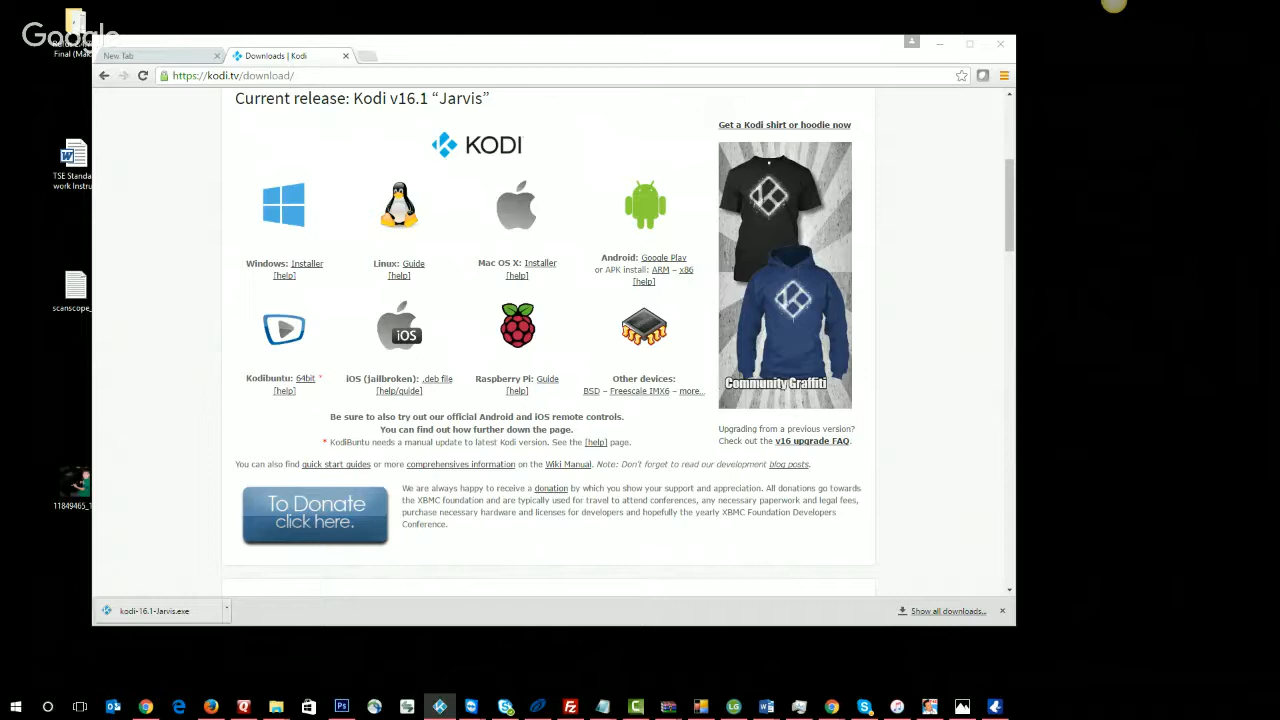 Google
Final (Mak
New Tab
Downloads | Kodi
https://kodi.tv/download/
Current release: Kodi v16.1 “Jarvis”
KODI
Get a Kodi shirt or hoodie now
Windows: Installer
[help]
Linux: Guide
[help]
Mac OS X: Installer
[help]
Android: Google Play
or APK install: ARM – x86
[help]
Kodibuntu: 64bit *
[help]
iOS
iOS (jailbroken): .deb file
[help/guide]
Raspberry Pi: Guide
[help]
Other devices:
BSD – Freescale IMX6 – more...
Community Graffiti
Be sure to also try out our official Android and iOS remote controls.
You can find out how further down the page.
* KodiBuntu needs a manual update to latest Kodi version. See the [help] page.
Upgrading from a previous version?
Check out the v16 upgrade FAQ.
You can also find quick start guides or more comprehensives information on the Wiki Manual. Note: Don't forget to read our development blog posts.
To Donate
click here.
We are always happy to receive a donation by which you show your support and appreciation. All donations go towards
the XBMC foundation and are typically used for travel to attend conferences, any necessary paperwork and legal fees,
purchase necessary hardware and licenses for developers and hopefully the yearly XBMC Foundation Developers
Conference.
kodi-16.1-Jarvis.exe
Show all downloads...
TSE Standa
work Instru
scanscope_
11849465_1